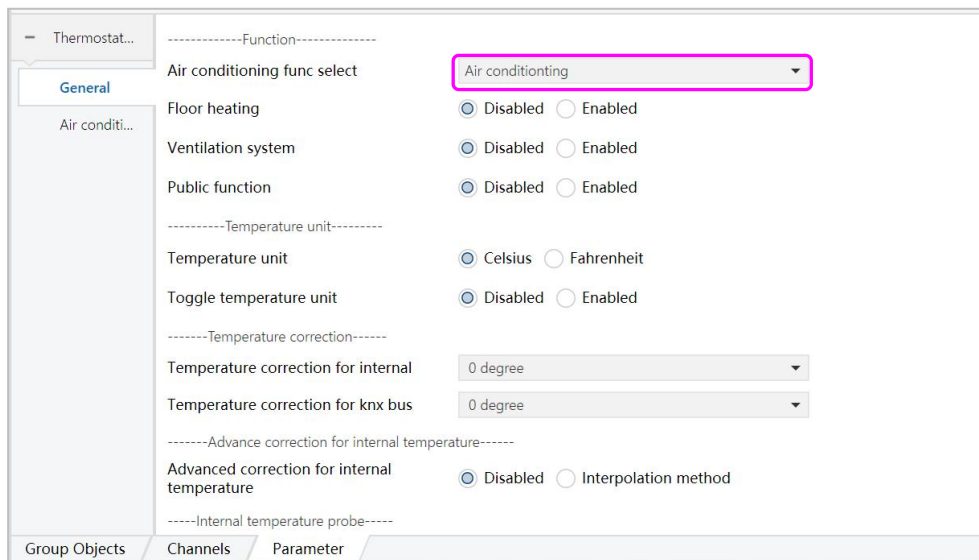 Thermostat...
General
Air conditi...
-------------Function--------------
Air conditioning func select Air conditionting
Floor heating Disabled Enabled
Ventilation system Disabled Enabled
Public function Disabled Enabled
----------Temperature unit---------
Temperature unit Celsius Fahrenheit
Toggle temperature unit Disabled Enabled
-------Temperature correction------
Temperature correction for internal 0 degree
Temperature correction for knx bus 0 degree
-------Advance correction for internal temperature------
Advanced correction for internal
temperature Disabled Interpolation method
-----Internal temperature probe-----
Group Objects Channels Parameter